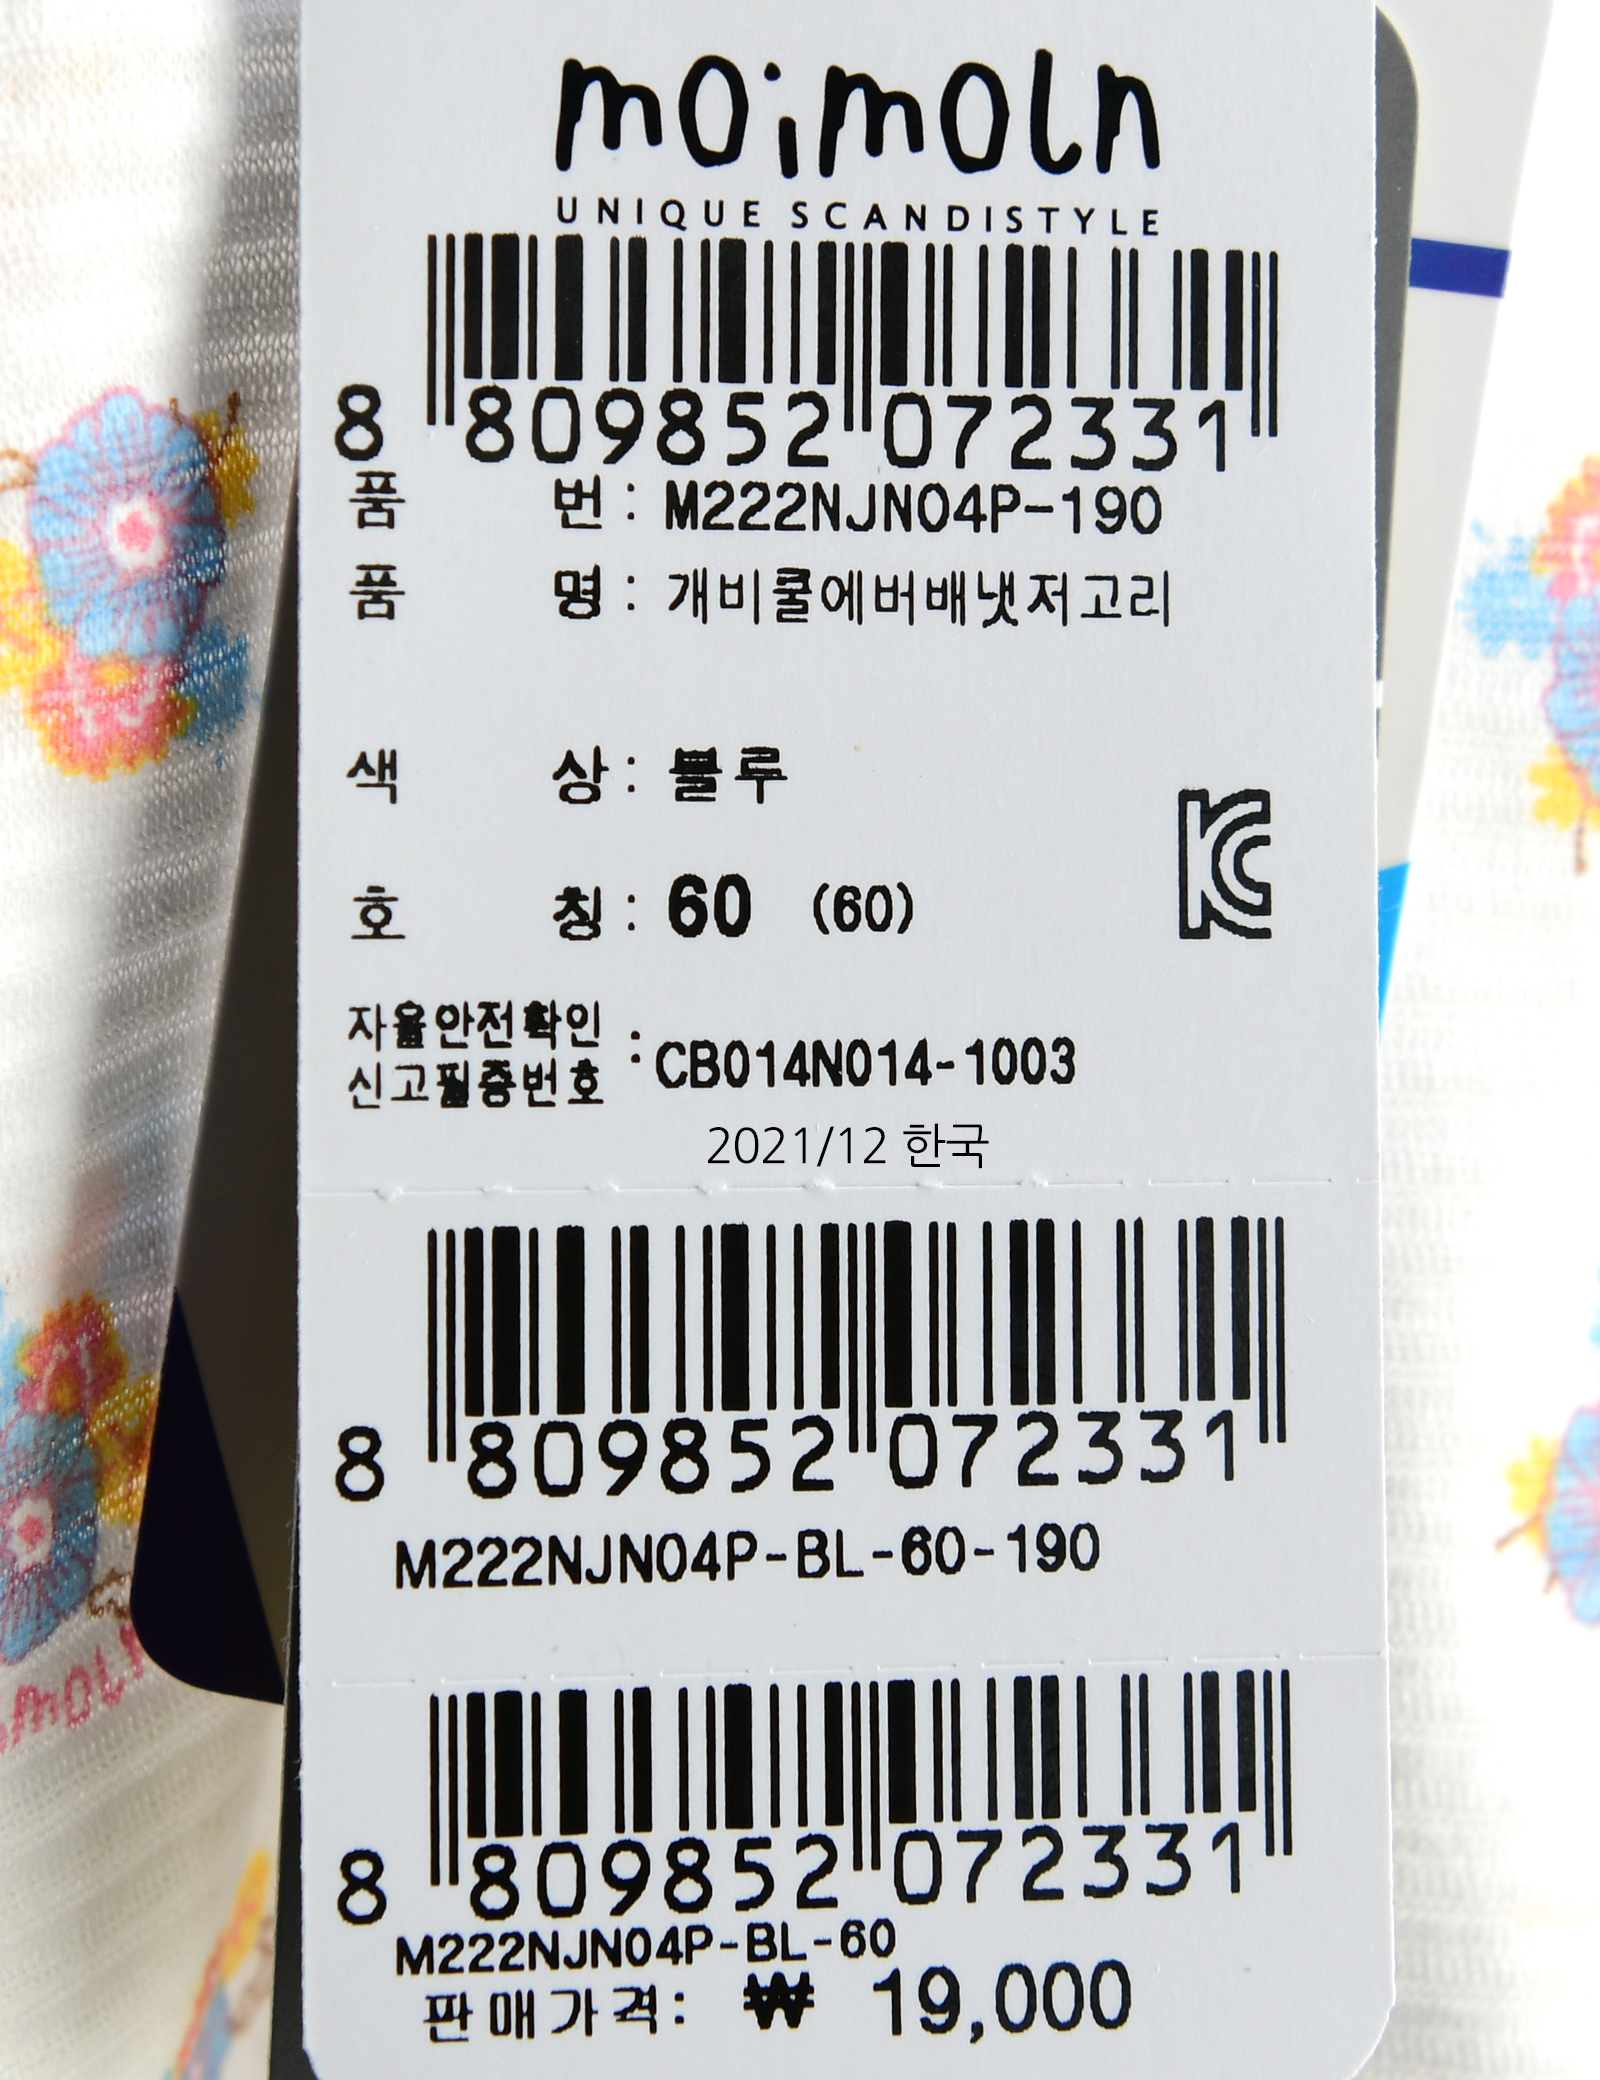 moimoln
UNIQUE SCANDISTYLE
8 809852 072331
품 번 : M222NJN04P-190
품 명 : 개비쿨에버배냇저고리
색 상 : 블루
호 칭 : 60 (60)
자율안전확인
신고필증번호 : CB014N014-1003
2021/12 한국
8 809852 072331
M222NJN04P-BL-60-190
8 809852 072331
M222NJN04P-BL-60
판매가격: ₩ 19,000